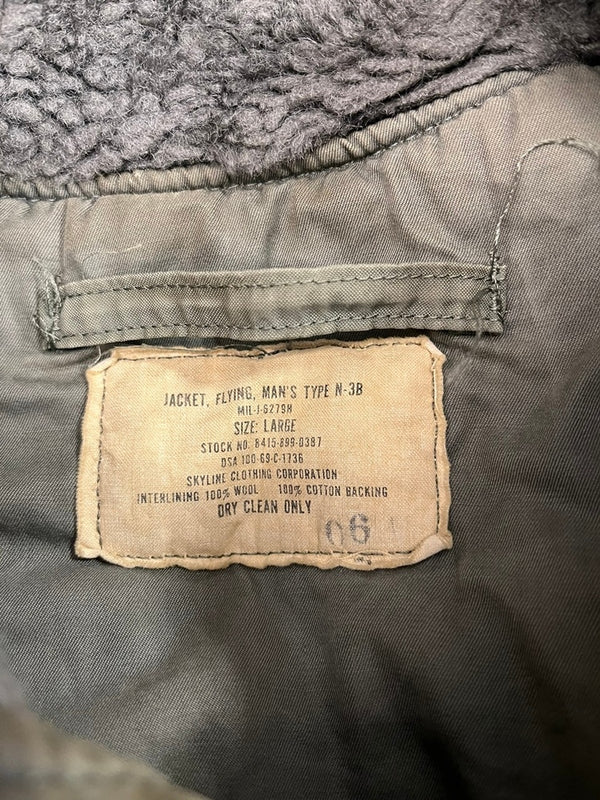 JACKET, FLYING, MAN'S TYPE N-3B
MIL-J-6279H
SIZE: LARGE
STOCK NO. 8415-899-0387
DSA 100-69-C-1736
SKYLINE CLOTHING CORPORATION
INTERLINING 100% WOOL 100% COTTON BACKING
DRY CLEAN ONLY
06